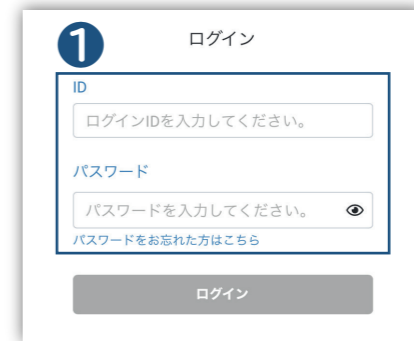 1
ログイン
ID
ログインIDを入力してください。
パスワード
パスワードを入力してください。
パスワードをお忘れた方はこちら
ログイン